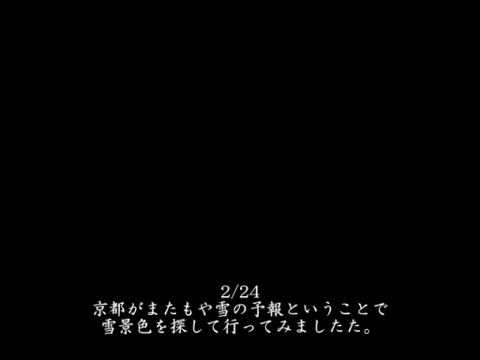 2/24
京都がまたもや雪の予報ということで
雪景色を探して行ってみましたた。